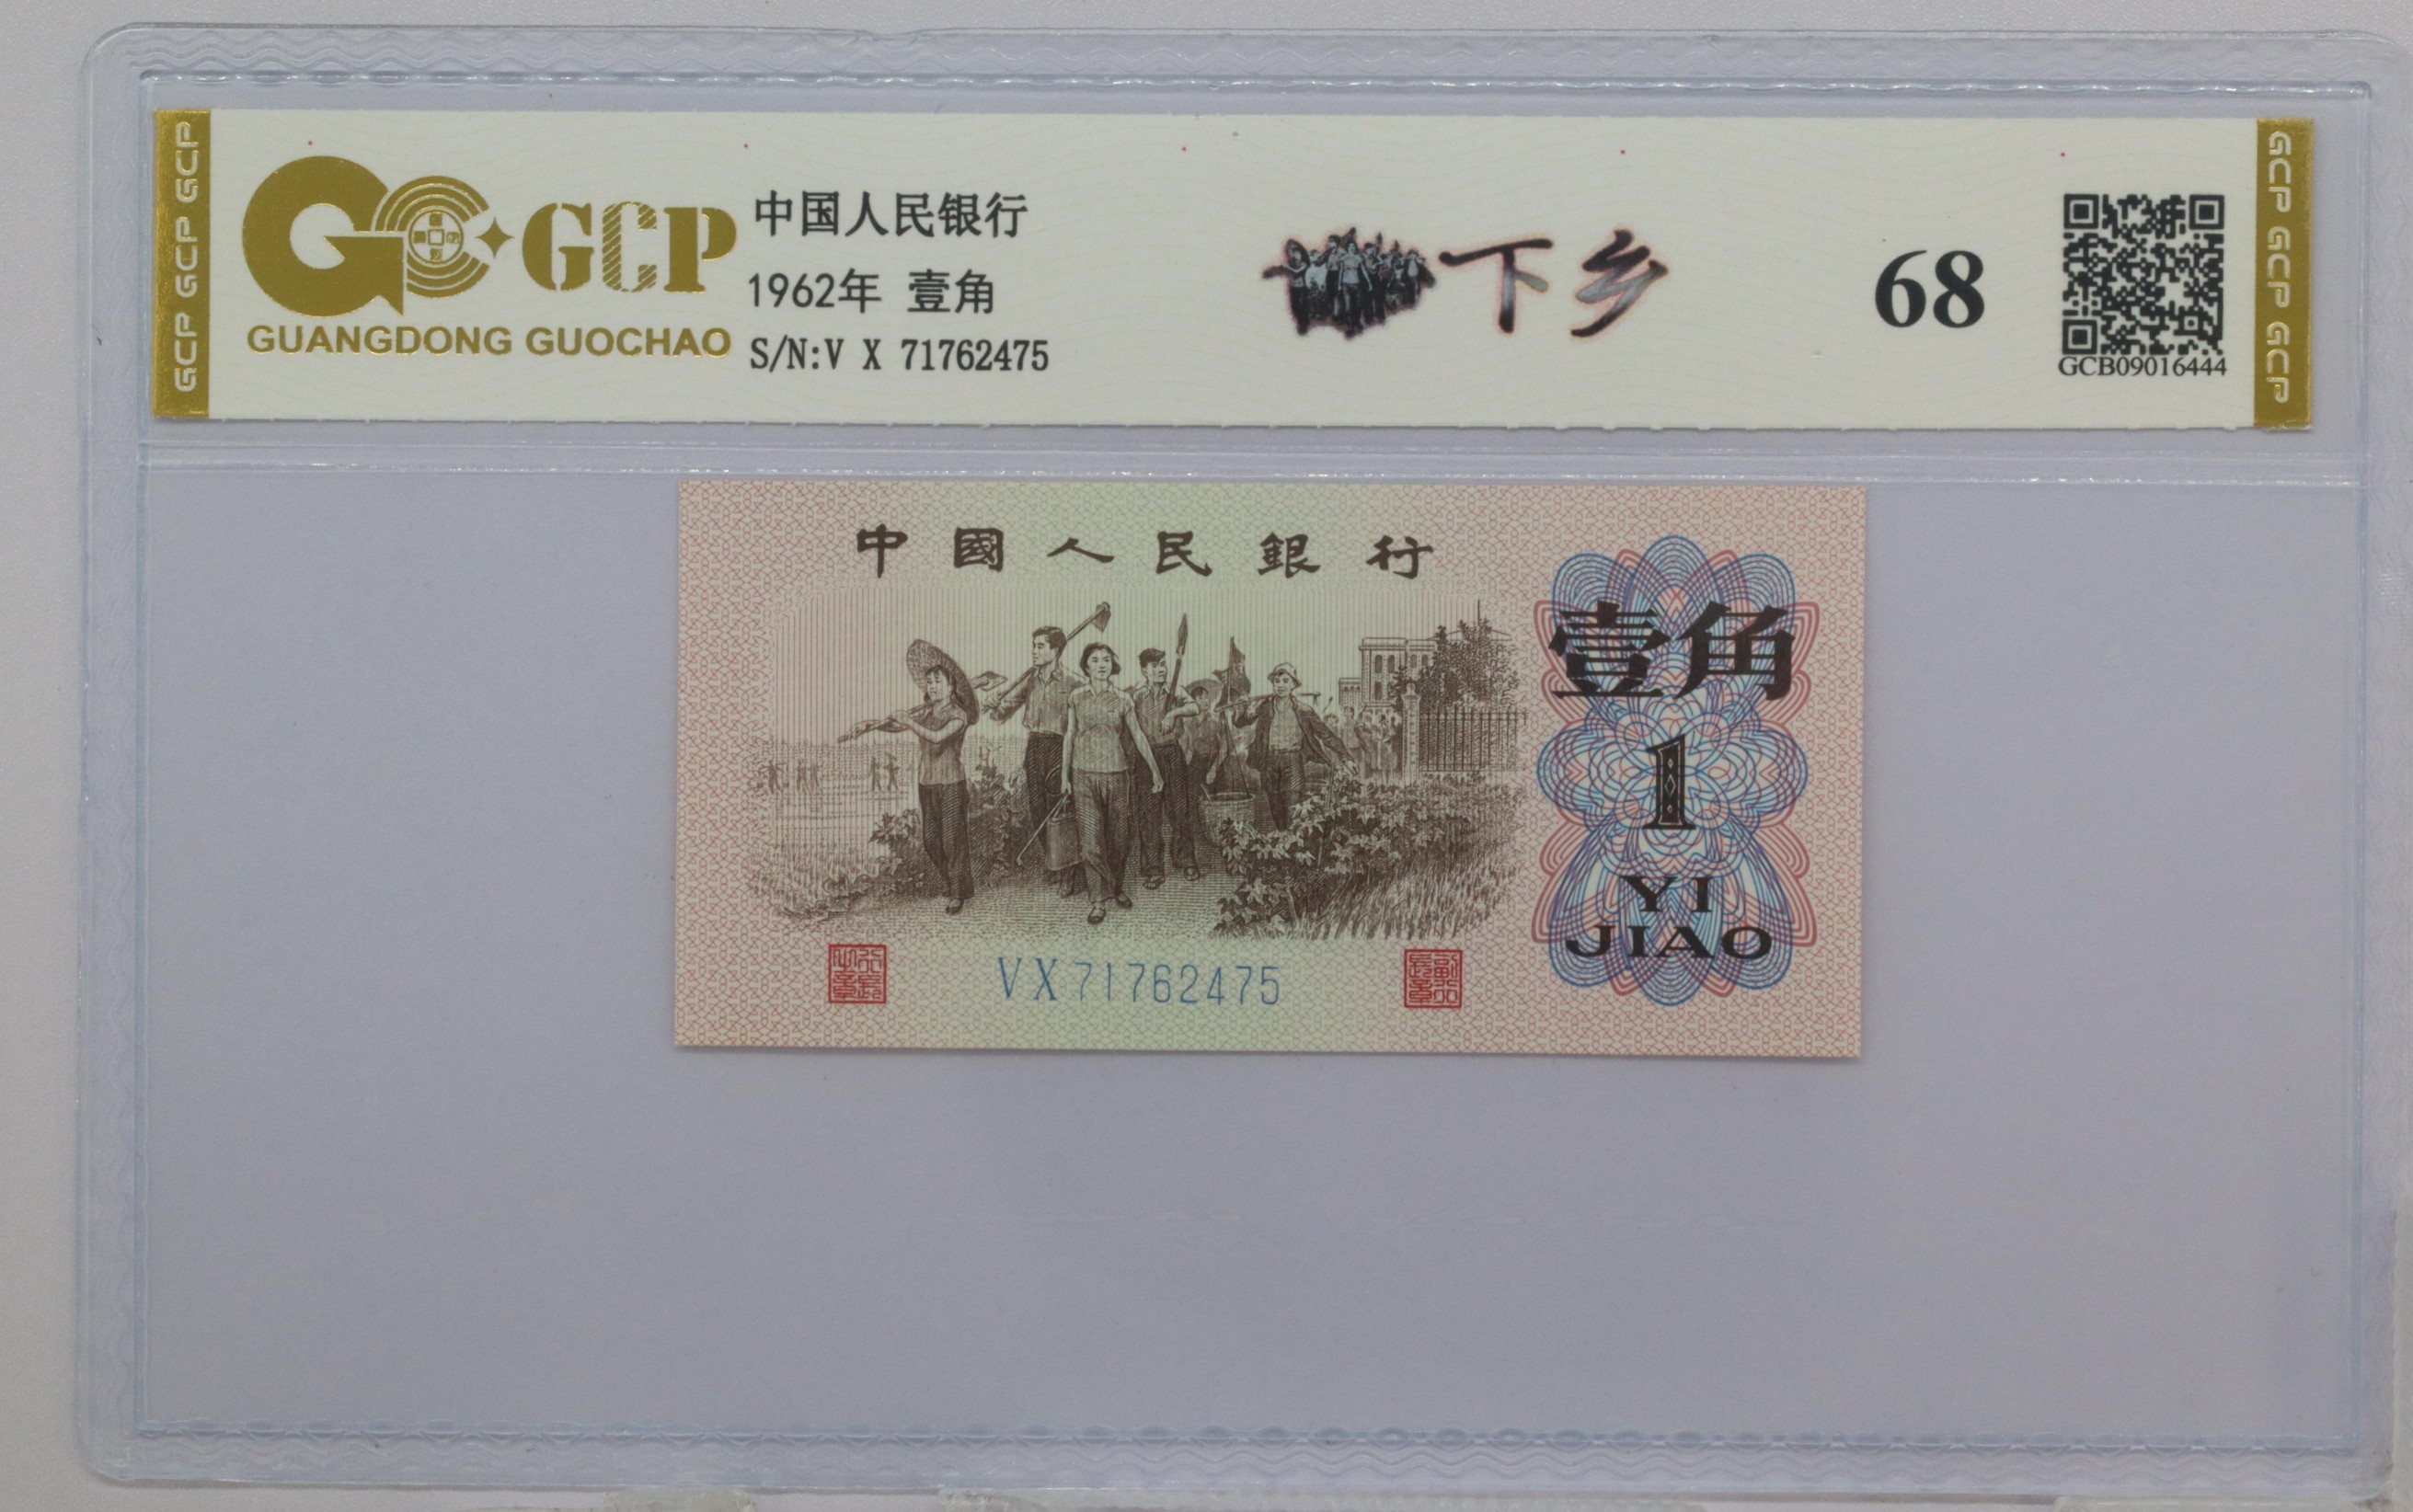 GCP GCP GCP
GCP
GUANGDONG GUOCHAO
中国人民银行
1962年 壹角
S/N:V X 71762475
下乡
68
GCB09016444
GCP GCP GCP
中國人民銀行
壹角
1
YI
JIAO
VX71762475